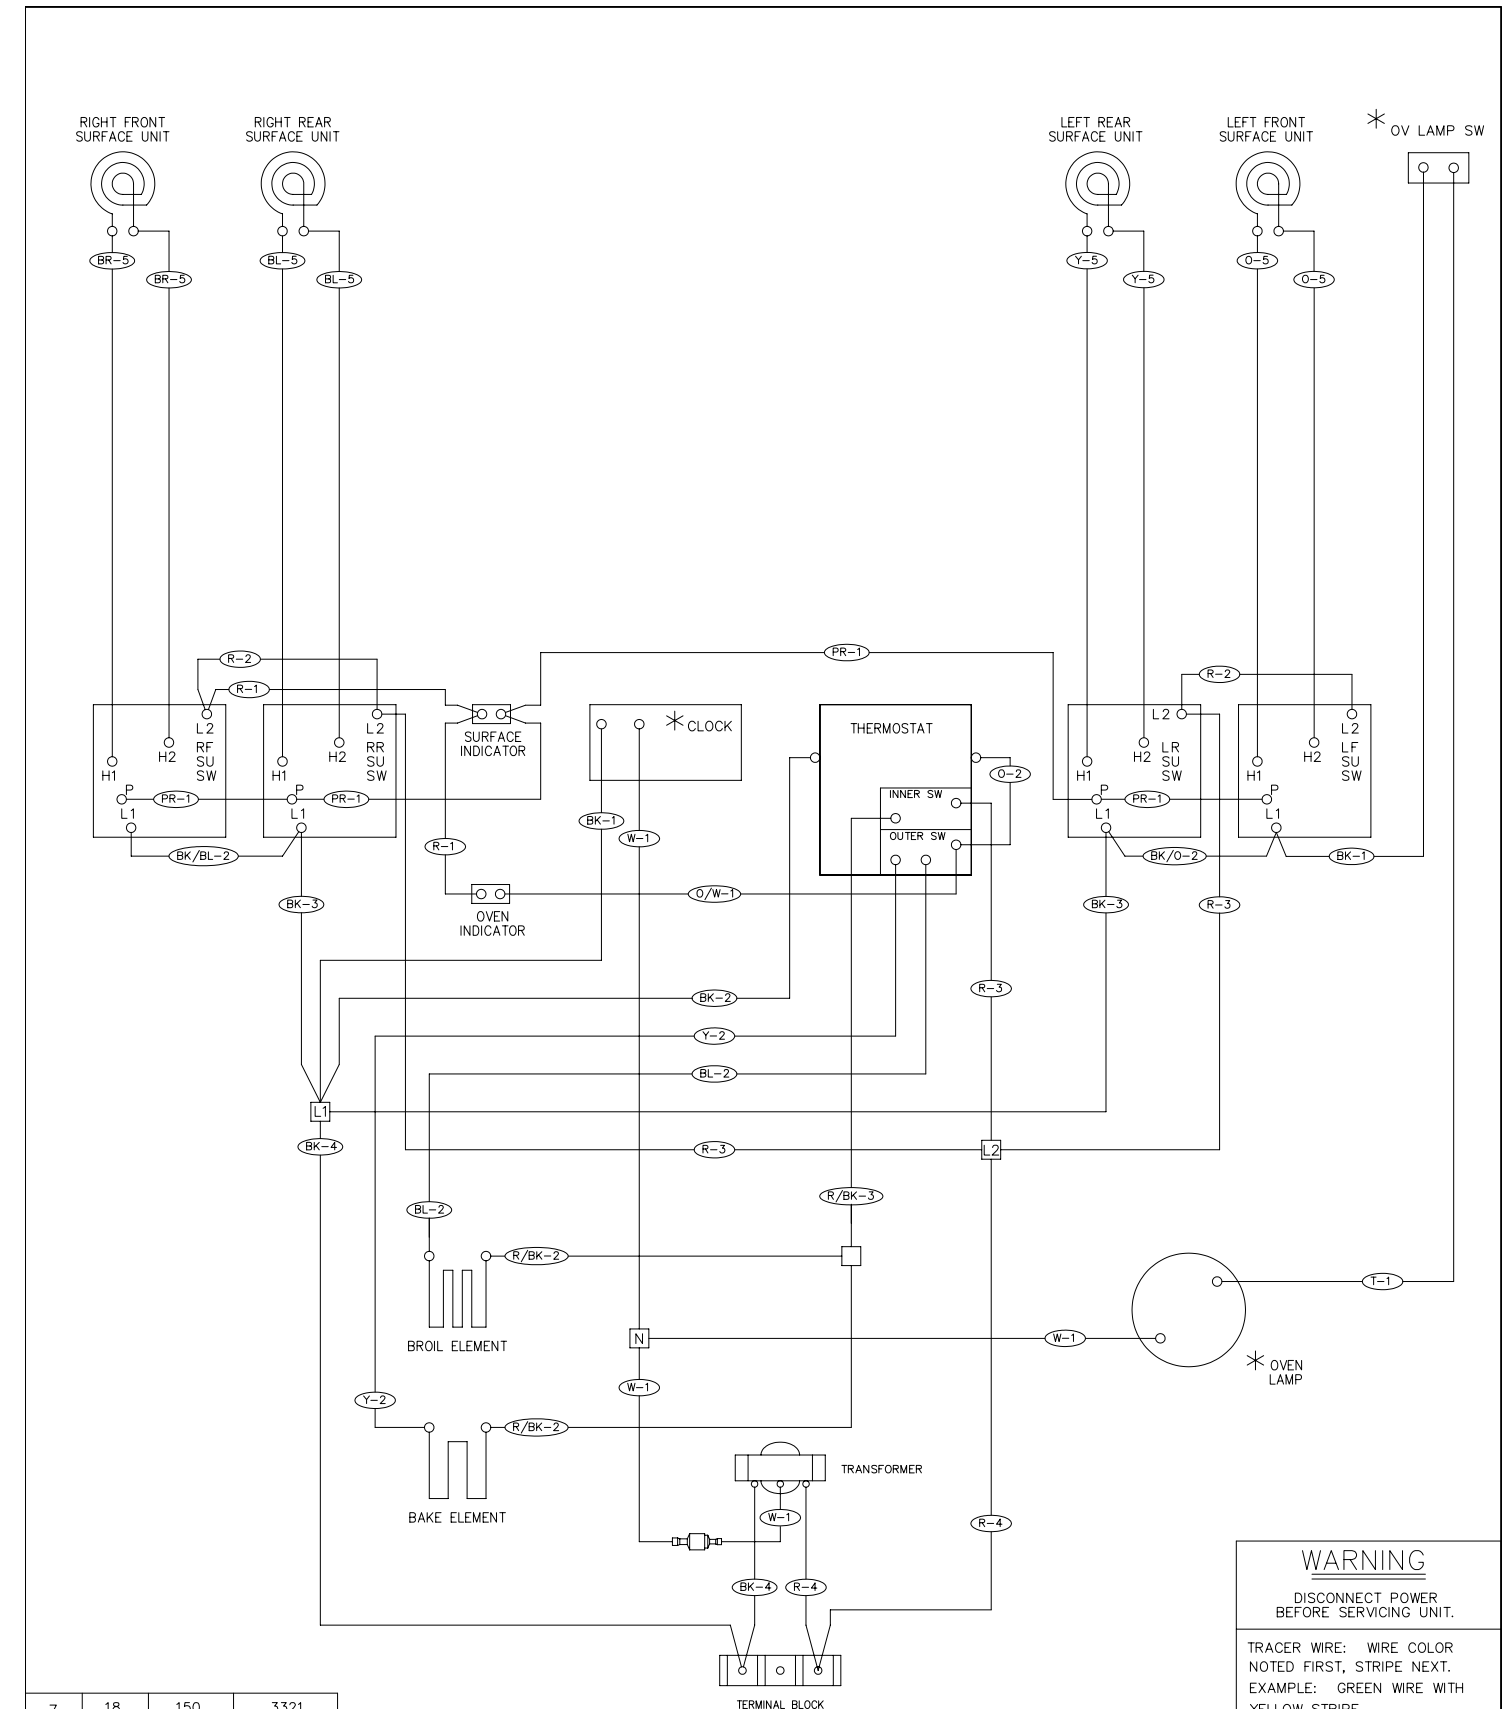 RIGHT FRONT
SURFACE UNIT
RIGHT REAR
SURFACE UNIT
LEFT REAR
SURFACE UNIT
LEFT FRONT
SURFACE UNIT
OV LAMP SW
BR-5
BR-5
BL-5
BL-5
Y-5
Y-5
O-5
O-5
R-2
R-1
PR-1
R-2
L2
RF
SU
SW
H2
H1
P
PR-1
L1
BK/BL-2
L2
RR
SU
SW
H2
H1
P
PR-1
L1
SURFACE
INDICATOR
CLOCK
THERMOSTAT
INNER SW
OUTER SW
O-2
L2
LR
SU
SW
H2
H1
P
PR-1
L1
BK/O-2
L2
LF
SU
SW
H2
H1
P
L1
BK-1
BK-1
W-1
R-1
OVEN
INDICATOR
O/W-1
BK-3
BK-3
R-3
BK-2
R-3
Y-2
BL-2
L1
BK-4
R-3
L2
BL-2
R/BK-3
R/BK-2
BROIL ELEMENT
N
W-1
T-1
OVEN
LAMP
W-1
Y-2
R/BK-2
BAKE ELEMENT
TRANSFORMER
W-1
R-4
BK-4
R-4
TERMINAL BLOCK
WARNING
DISCONNECT POWER
BEFORE SERVICING UNIT.
TRACER WIRE: WIRE COLOR
NOTED FIRST, STRIPE NEXT.
EXAMPLE: GREEN WIRE WITH
YELLOW STRIPE
7 18 150 3321